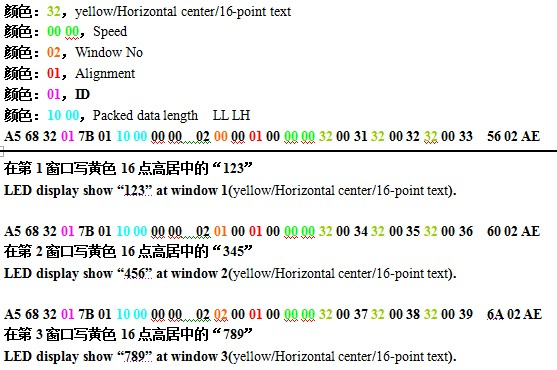 颜色：32，yellow/Horizontal center/16-point text
颜色：00 00，Speed
颜色：02，Window No
颜色：01，Alignment
颜色：01，ID
颜色：10 00，Packed data length LL LH
A5 68 32 01 7B 01 10 00 00 00 02 00 00 01 00 00 00 32 00 31 32 00 32 32 00 33 56 02 AE
在第 1 窗口写黄色 16 点高居中的“123”
LED display show “123” at window 1(yellow/Horizontal center/16-point text).
A5 68 32 01 7B 01 10 00 00 00 02 01 00 01 00 00 00 32 00 34 32 00 35 32 00 36 60 02 AE
在第 2 窗口写黄色 16 点高居中的“345”
LED display show “456” at window 2(yellow/Horizontal center/16-point text).
A5 68 32 01 7B 01 10 00 00 00 02 02 00 01 00 00 00 32 00 37 32 00 38 32 00 39 6A 02 AE
在第 3 窗口写黄色 16 点高居中的“789”
LED display show “789” at window 3(yellow/Horizontal center/16-point text).